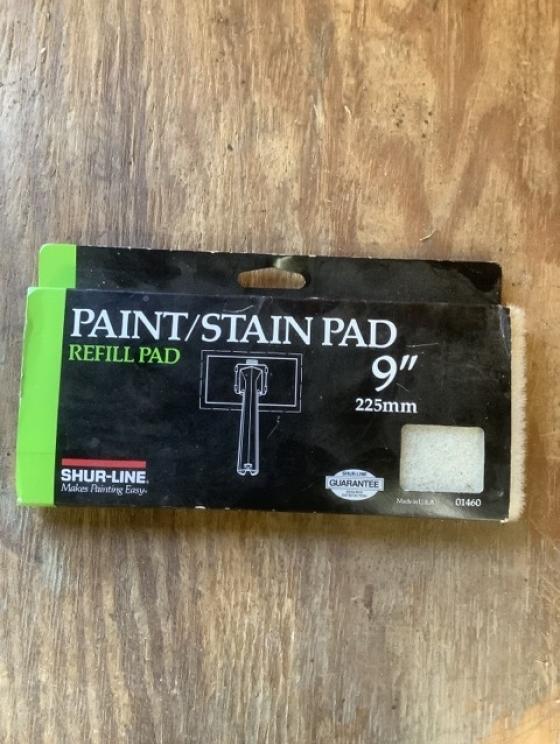 PAINT/STAIN PAD
REFILL PAD
9"
225mm
SHUR-LINE
Makes Painting Easy
SHUR-LINE
GUARANTEE
Made in U.S.A.
01460